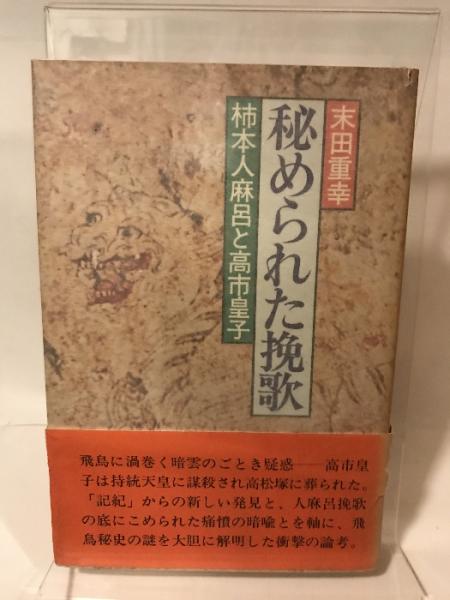 末田重幸
秘められた挽歌
柿本人麻呂と高市皇子
飛鳥に渦巻く暗雲のごとき疑惑——高市皇
子は持統天皇に謀殺され高松塚に葬られた。
「記紀」からの新しい発見と、人麻呂挽歌
の底にこめられた痛憤の暗喩とを軸に、飛
鳥秘史の謎を大胆に解明した衝撃の論考。